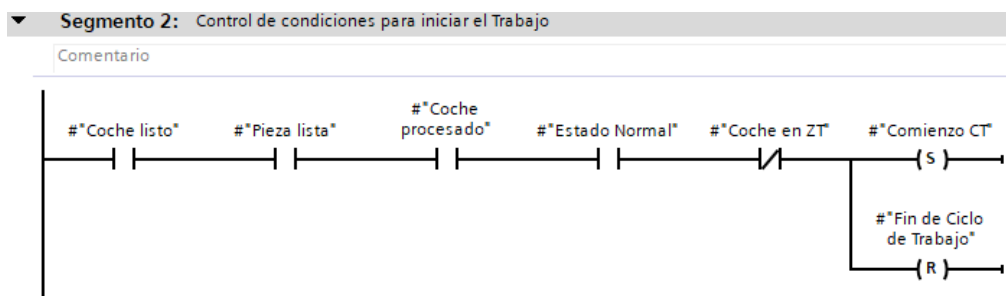 Segmento 2: Control de condiciones para iniciar el Trabajo
Comentario
#"Coche listo"
#"Pieza lista"
#"Coche
procesado"
#"Estado Normal"
#"Coche en ZT"
#"Comienzo CT"
S
#"Fin de Ciclo
de Trabajo"
R